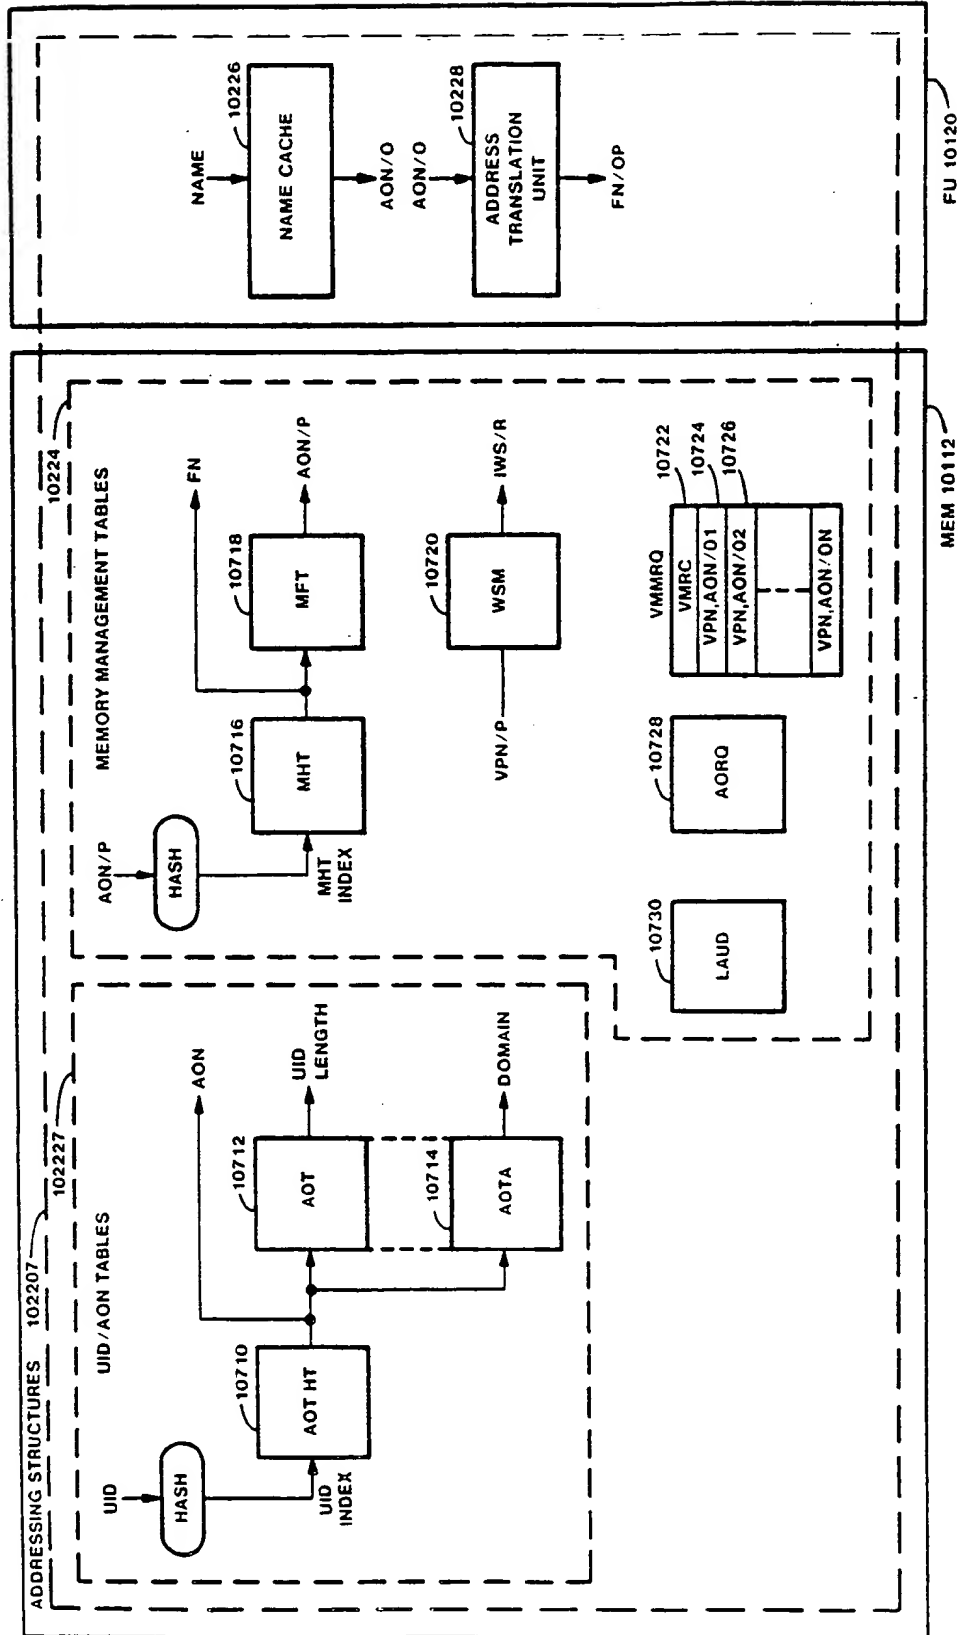 ADDRESSING STRUCTURES 102207
102227
UID/AON TABLES
UID
HASH
UID
INDEX
10710
AOT HT
AON
10712
AOT
UID
LENGTH
10714
AOTA
DOMAIN
10224
MEMORY MANAGEMENT TABLES
AON/P
HASH
MHT
INDEX
10716
MHT
FN
10718
MFT
AON/P
VPN/P
10720
WSM
IWS/R
10730
LAUD
10728
AORQ
VMMRQ
VMRC
10722
VPN,AON/O1
10724
VPN,AON/O2
10726
VPN,AON/ON
MEM 10112
NAME
10226
NAME CACHE
AON/O
AON/O
10228
ADDRESS
TRANSLATION
UNIT
FN/OP
FU 10120